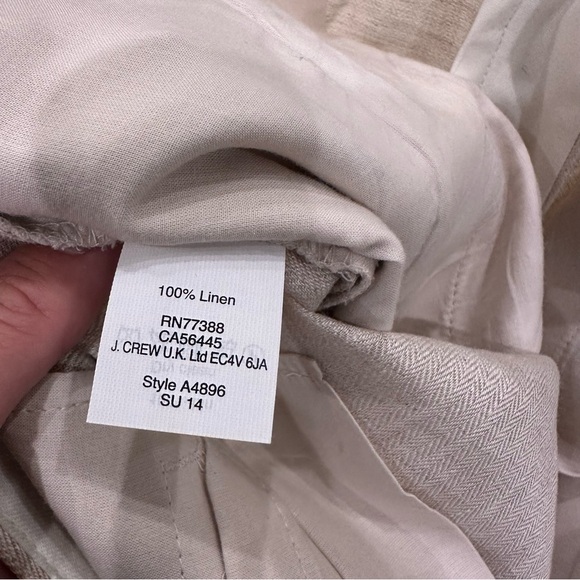 100% Linen
RN77388
CA56445
J. CREW U.K. Ltd EC4V 6JA
Style A4896
SU 14